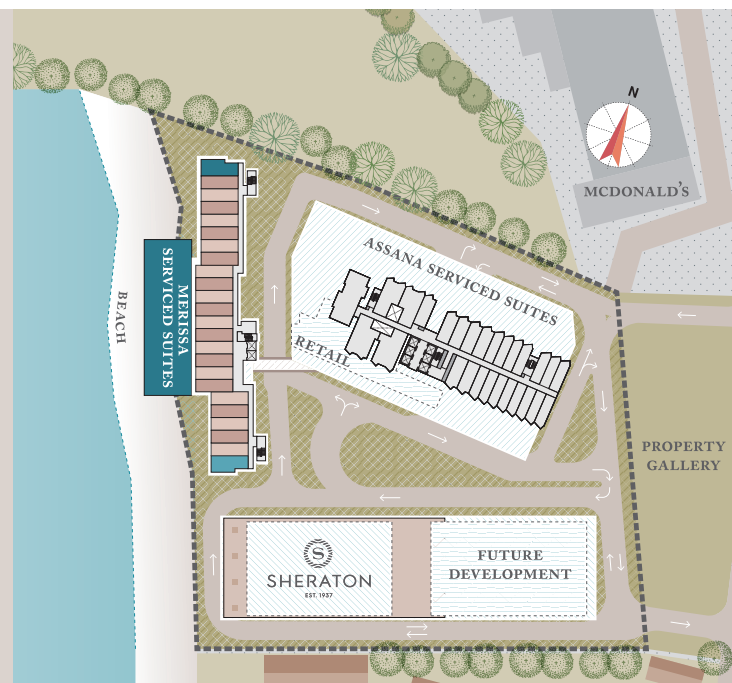 N
MCDONALD'S
ASSANA SERVICED SUITES
MERISSA
SERVICED SUITES
BEACH
RETAIL
PROPERTY
GALLERY
S
SHERATON
EST. 1937
FUTURE
DEVELOPMENT